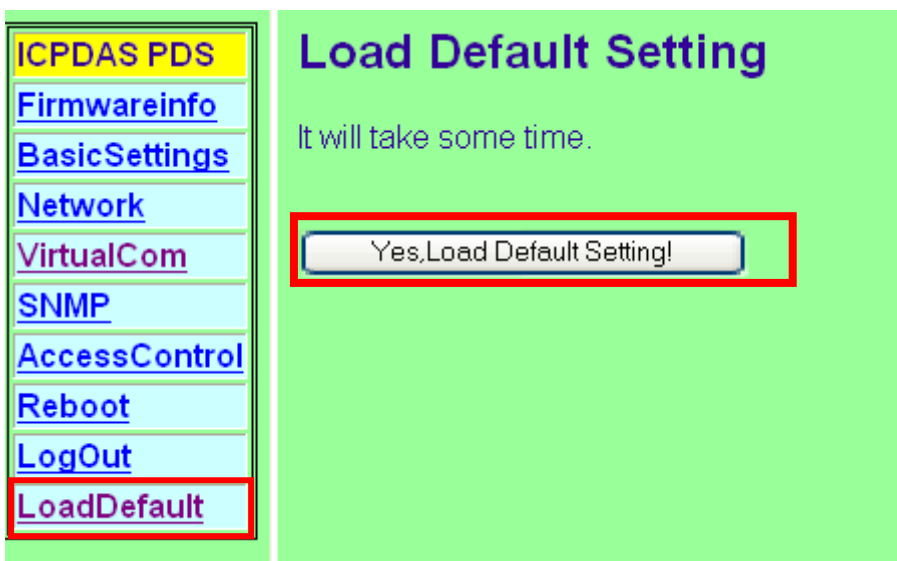 ICPDAS PDS
Firmwareinfo
BasicSettings
Network
VirtualCom
SNMP
AccessControl
Reboot
LogOut
LoadDefault
Load Default Setting
It will take some time.
Yes,Load Default Setting!